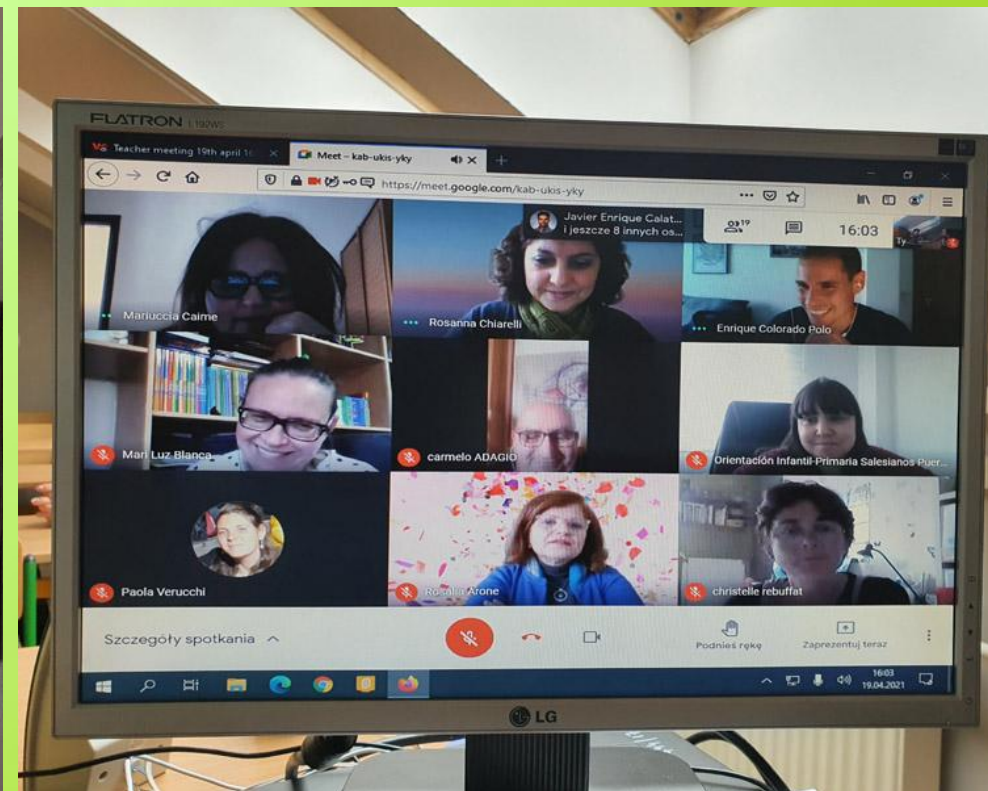 FLATRON L192WS
Teacher meeting 19th april 16
Meet – kab-ukis-yky
https://meet.google.com/kab-ukis-yky
Javier Enrique Calat...
i jeszcze 8 innych os...
19
16:03
Ty
Mariuccia Caime
Rosanna Chiarelli
Enrique Colorado Polo
Mari Luz Blanca...
carmelo ADAGIO
Orientación Infantil-Primaria Salesianos Puer...
Paola Verucchi
Rosalia Arone
christelle rebuffat
Szczegóły spotkania
Podnieś rękę
Zaprezentuj teraz
16:03
19.04.2021
LG